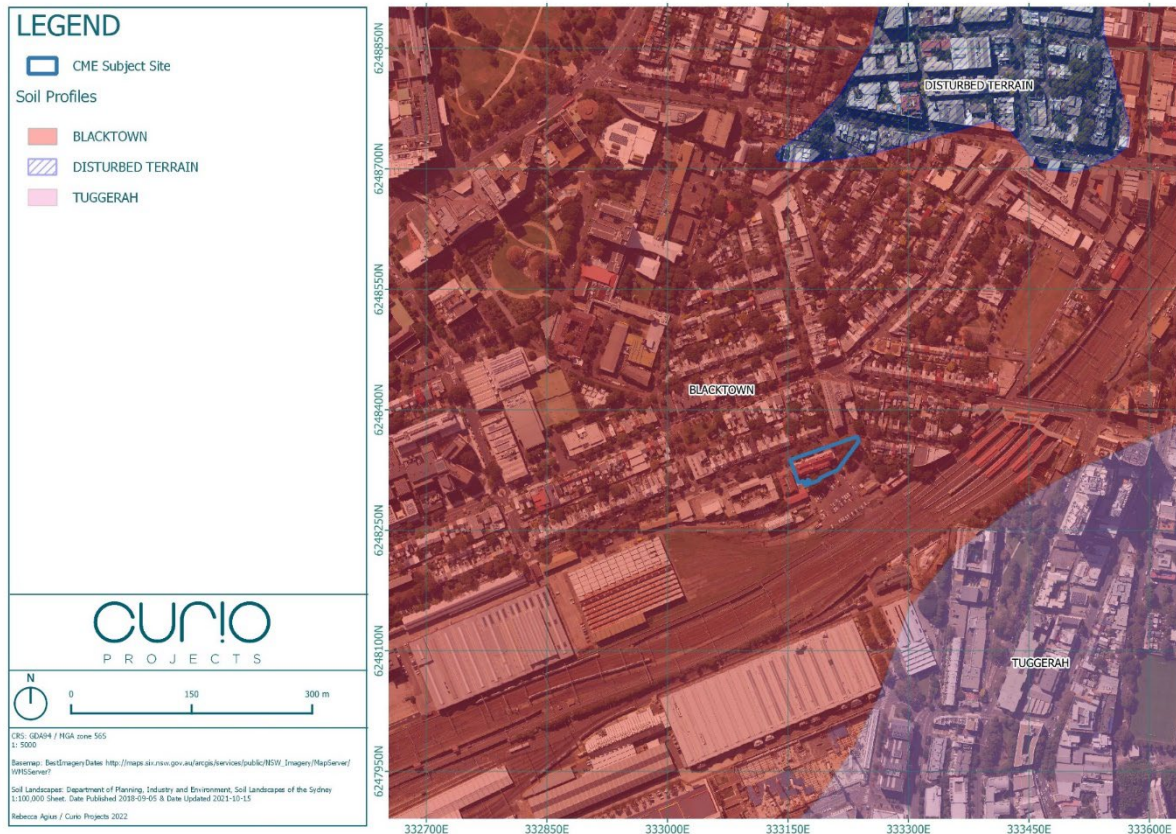 LEGEND
CME Subject Site
Soil Profiles
BLACKTOWN
DISTURBED TERRAIN
TUGGERAH
CURIO
PROJECTS
N
0 150 300 m
CRS: GDA94 / MGA zone 56S
1: 5000
Basemap: BestImageryDates http://maps.six.nsw.gov.au/arcgis/services/public/NSW_Imagery/MapServer/
WMSServer?
Soil Landscapes: Department of Planning, Industry and Environment, Soil Landscapes of the Sydney
1:100,000 Sheet. Date Published 2018-09-05 & Date Updated 2021-10-15
Rebecca Agius / Curio Projects 2022
6248850N
6248700N
6248550N
6248400N
6248250N
6248100N
6247950N
DISTURBED TERRAIN
BLACKTOWN
TUGGERAH
332700E 332850E 333000E 333150E 333300E 333450E 333600E